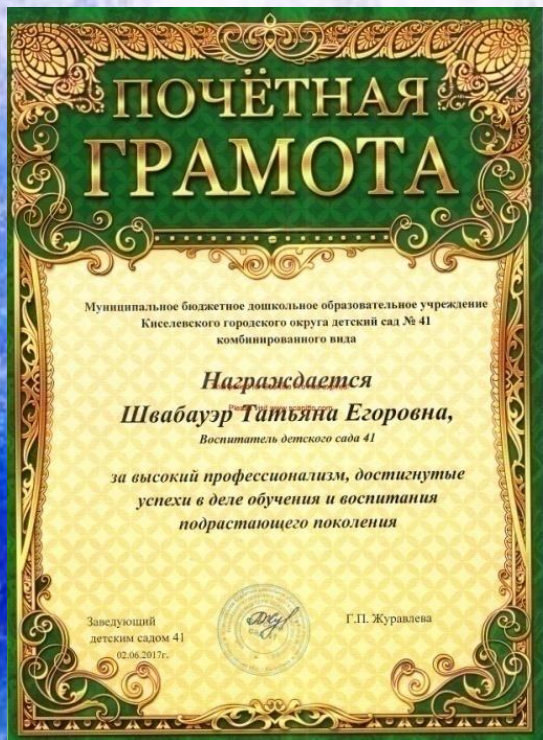 ПОЧЁТНАЯ
ГРАМОТА
Муниципальное бюджетное дошкольное образовательное учреждение
Киселевского городского округа детский сад № 41
комбинированного вида
Награждается
Швабауэр Татьяна Егоровна,
Воспитатель детского сада 41
за высокий профессионализм, достигнутые
успехи в деле обучения и воспитания
подрастающего поколения
Заведующий
детским садом 41
02.06.2017г.
Г.П. Журавлева